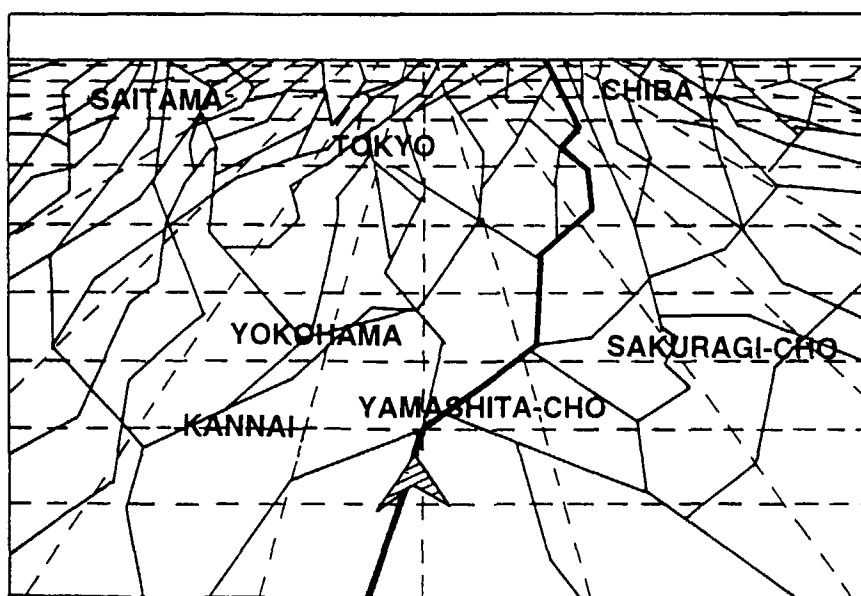 SAITAMA
CHIBA
TOKYO
YOKOHAMA
SAKURAGI-CHO
YAMASHITA-CHO
KANNAI